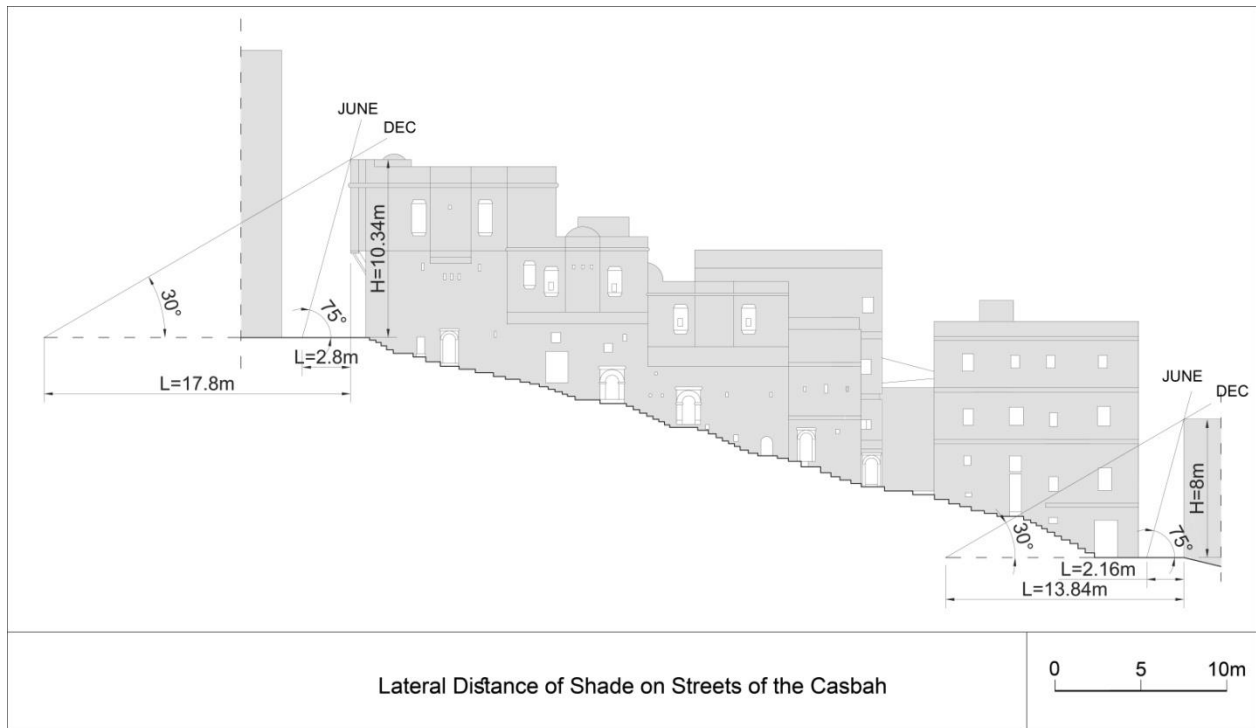 JUNE
DEC
H=10.34m
30°
75°
L=2.8m
L=17.8m
JUNE
DEC
H=8m
30°
75°
L=2.16m
L=13.84m
Lateral Distance of Shade on Streets of the Casbah
0 5 10m